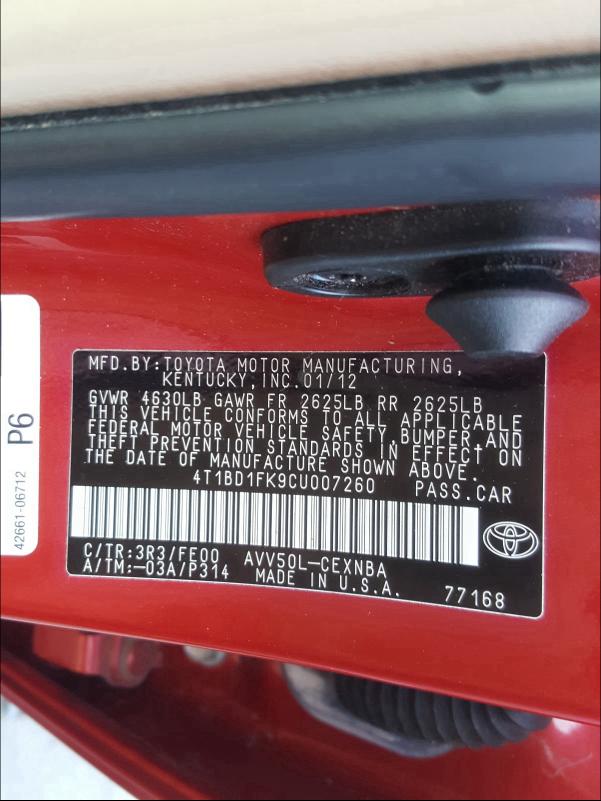 MFD.BY:TOYOTA MOTOR MANUFACTURING,
KENTUCKY,INC.01/12
GVWR 4630LB GAWR FR 2625LB RR 2625LB
THIS VEHICLE CONFORMS TO ALL APPLICABLE
FEDERAL MOTOR VEHICLE SAFETY,BUMPER,AND
THEFT PREVENTION STANDARDS IN EFFECT ON
THE DATE OF MANUFACTURE SHOWN ABOVE.
4T1BD1FK9CU007260 PASS.CAR
C/TR:3R3/FE00 AVV50L-CEXNBA
A/TM:-03A/P314 MADE IN U.S.A. 77168
42661-06712
P6